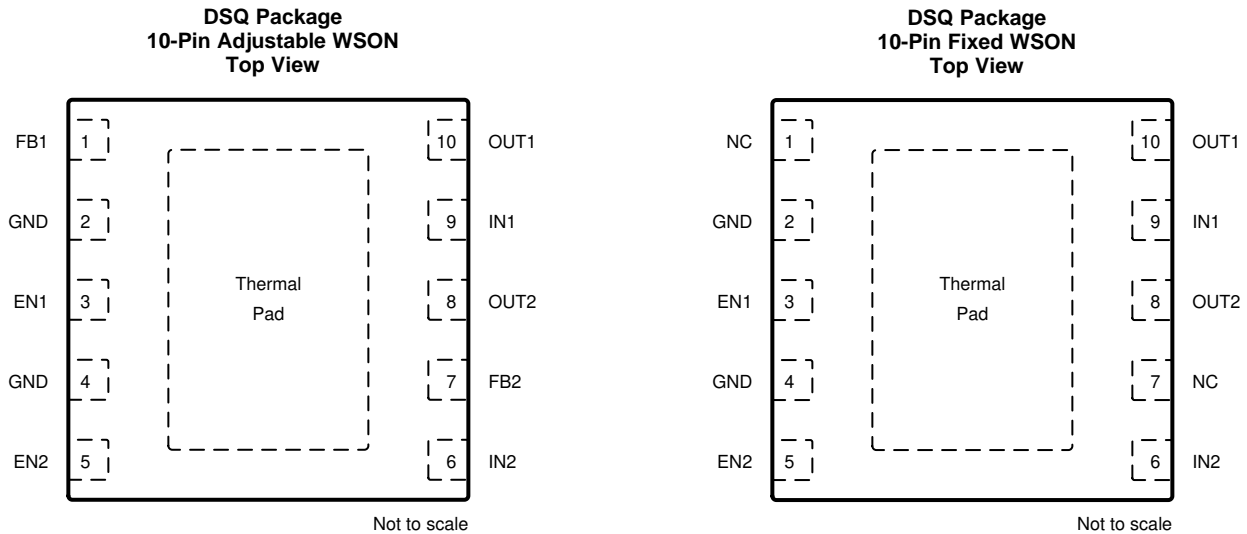 DSQ Package
10-Pin Adjustable WSON
Top View
FB1 1 10 OUT1
GND 2 9 IN1
EN1 3 Thermal Pad 8 OUT2
GND 4 7 FB2
EN2 5 6 IN2
Not to scale
DSQ Package
10-Pin Fixed WSON
Top View
NC 1 10 OUT1
GND 2 9 IN1
EN1 3 Thermal Pad 8 OUT2
GND 4 7 NC
EN2 5 6 IN2
Not to scale